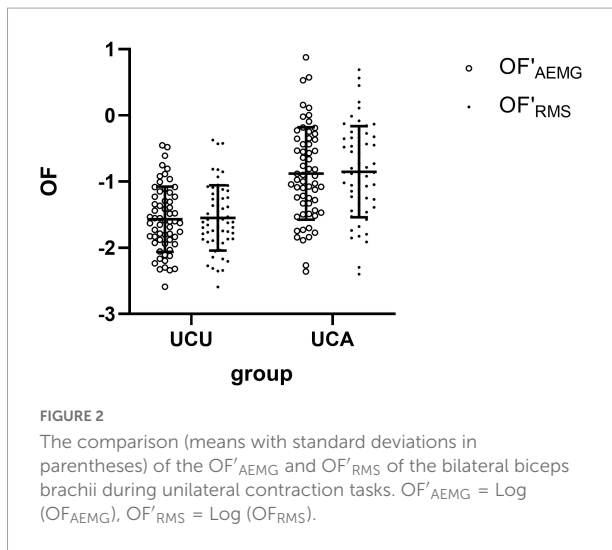 1
0
-1
-2
-3
OF
UCU
UCA
group
OF'AEMG
OF'RMS
FIGURE 2
The comparison (means with standard deviations in
parentheses) of the OF′AEMG and OF′RMS of the bilateral biceps
brachii during unilateral contraction tasks. OF′AEMG = Log
(OFAEMG), OF′RMS = Log (OFRMS).